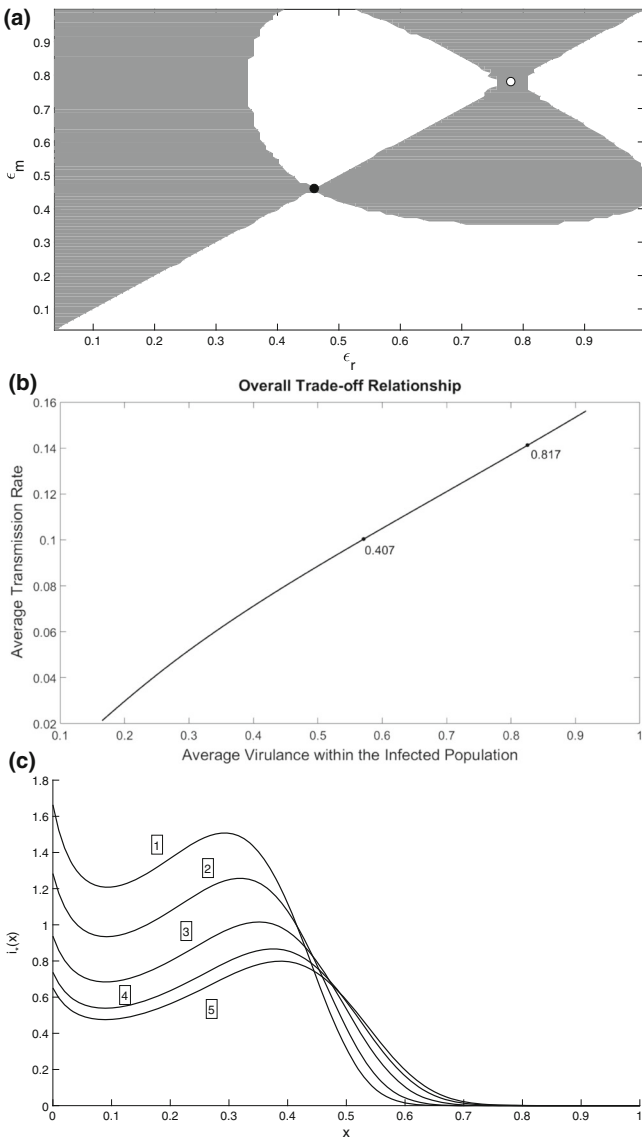 (a)
0.9
0.8
0.7
0.6
ϵm
0.5
0.4
0.3
0.2
0.1
0.1 0.2 0.3 0.4 0.5 0.6 0.7 0.8 0.9
ϵr
(b)
Overall Trade-off Relationship
0.16
0.14
0.12
0.1
0.08
0.06
0.04
0.02
Average Transmission Rate
0.817
0.407
0.1 0.2 0.3 0.4 0.5 0.6 0.7 0.8 0.9 1
Average Virulance within the Infected Population
(c)
1.8
1.6
1.4
1.2
1
0.8
0.6
0.4
0.2
0
i*(x)
1
2
3
4
5
0 0.1 0.2 0.3 0.4 0.5 0.6 0.7 0.8 0.9 1
x